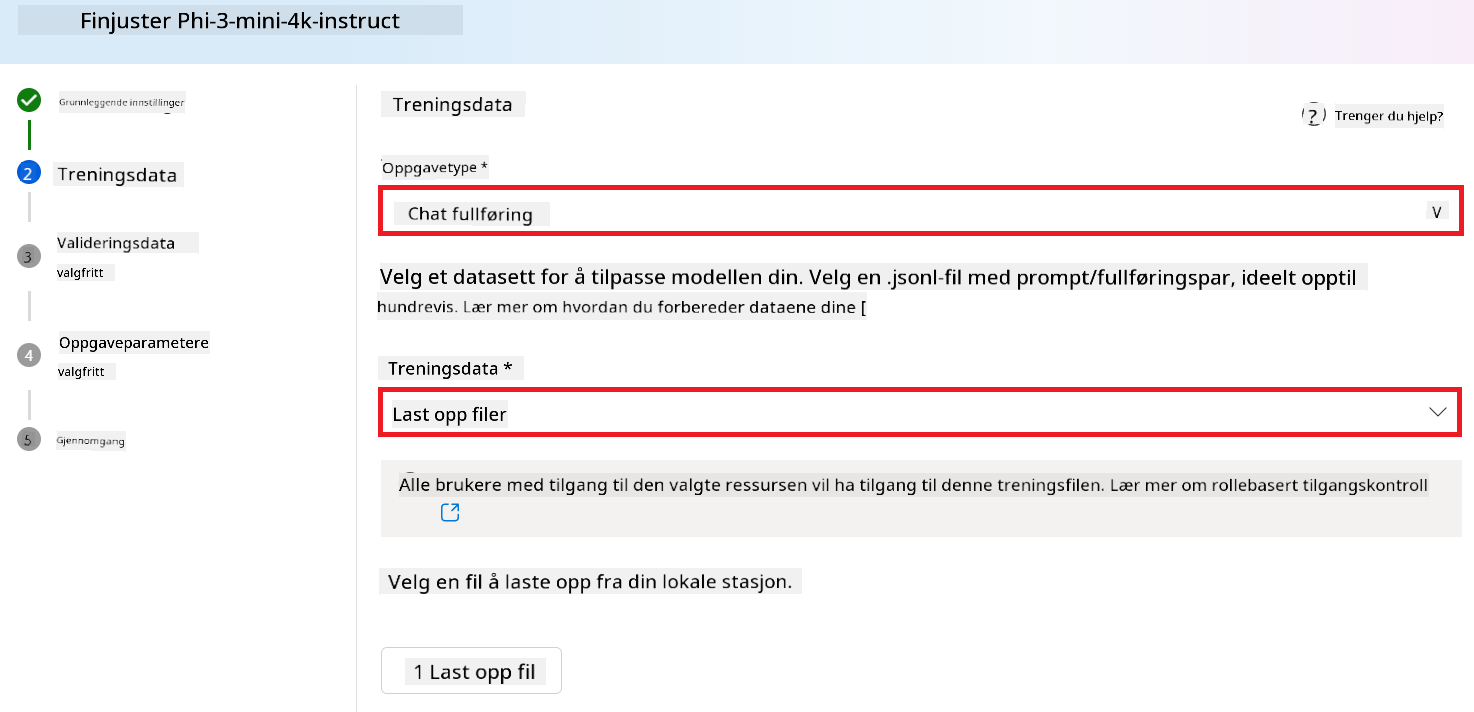 Finjuster Phi-3-mini-4k-instruct
Grunnleggende innstillinger
2
Treningsdata
3
Valideringsdata
valgfritt
4
Oppgaveparametere
valgfritt
5
Gjennomgang
Treningsdata
? Trenger du hjelp?
Oppgavetype *
Chat fullføring V
Velg et datasett for å tilpasse modellen din. Velg en .jsonl-fil med prompt/fullføringspar, ideelt opptil
hundrevis. Lær mer om hvordan du forbereder dataene dine [
Treningsdata *
Last opp filer
Alle brukere med tilgang til den valgte ressursen vil ha tilgang til denne treningsfilen. Lær mer om rollebasert tilgangskontroll
Velg en fil å laste opp fra din lokale stasjon.
1 Last opp fil